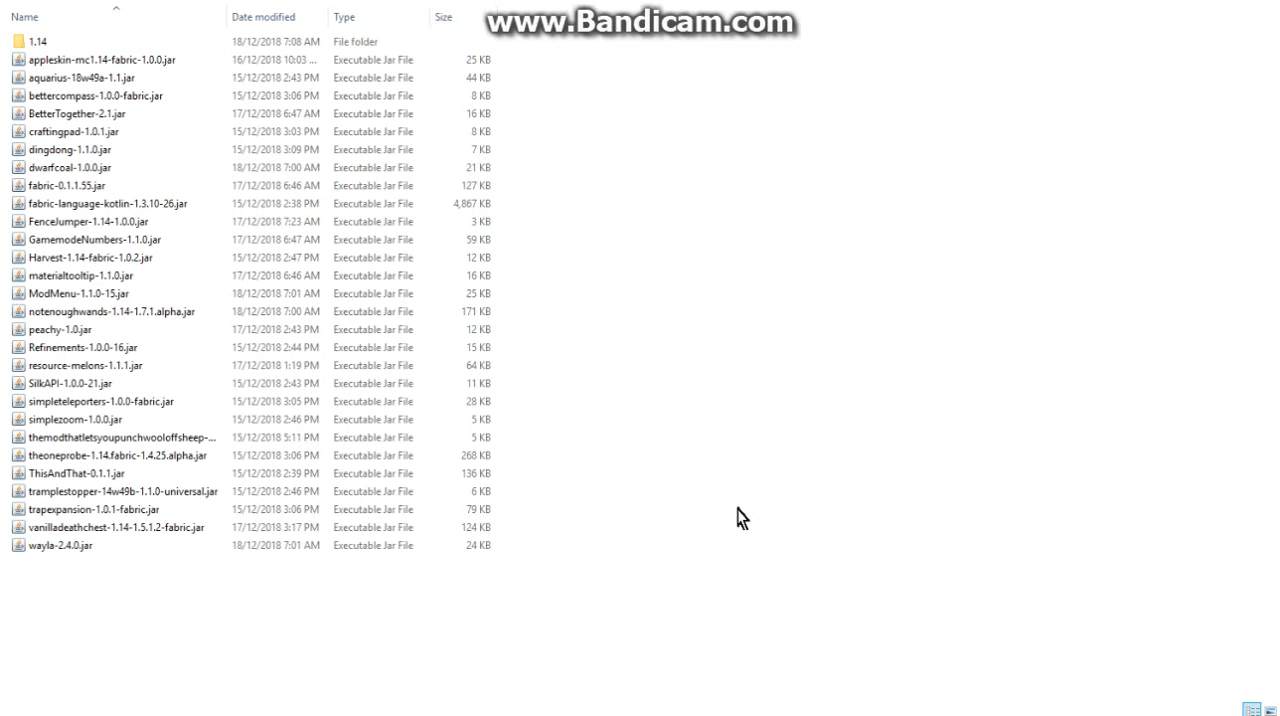 www.Bandicam.com
Name Date modified Type Size
1.14 18/12/2018 7:08 AM File folder
appleskin-mc1.14-fabric-1.0.0.jar 16/12/2018 10:03 ... Executable Jar File 25 KB
aquarius-18w49a-1.1.jar 15/12/2018 2:43 PM Executable Jar File 44 KB
bettercompass-1.0.0-fabric.jar 15/12/2018 3:06 PM Executable Jar File 8 KB
BetterTogether-2.1.jar 17/12/2018 6:47 AM Executable Jar File 16 KB
craftingpad-1.0.1.jar 15/12/2018 3:03 PM Executable Jar File 8 KB
dingdong-1.1.0.jar 15/12/2018 3:09 PM Executable Jar File 7 KB
dwarfcoal-1.0.0.jar 18/12/2018 7:00 AM Executable Jar File 21 KB
fabric-0.1.1.55.jar 17/12/2018 6:46 AM Executable Jar File 127 KB
fabric-language-kotlin-1.3.10-26.jar 15/12/2018 2:38 PM Executable Jar File 4,867 KB
FenceJumper-1.14-1.0.0.jar 17/12/2018 7:23 AM Executable Jar File 3 KB
GamemodeNumbers-1.1.0.jar 17/12/2018 6:47 AM Executable Jar File 59 KB
Harvest-1.14-fabric-1.0.2.jar 15/12/2018 2:47 PM Executable Jar File 12 KB
materialtooltip-1.1.0.jar 17/12/2018 6:46 AM Executable Jar File 16 KB
ModMenu-1.1.0-15.jar 18/12/2018 7:01 AM Executable Jar File 25 KB
notenoughwands-1.14-1.7.1.alpha.jar 18/12/2018 7:00 AM Executable Jar File 171 KB
peachy-1.0.jar 17/12/2018 2:43 PM Executable Jar File 12 KB
Refinements-1.0.0-16.jar 15/12/2018 2:44 PM Executable Jar File 15 KB
resource-melons-1.1.1.jar 17/12/2018 1:19 PM Executable Jar File 64 KB
SilkAPI-1.0.0-21.jar 15/12/2018 2:43 PM Executable Jar File 11 KB
simpleteleporters-1.0.0-fabric.jar 15/12/2018 3:05 PM Executable Jar File 28 KB
simplezoom-1.0.0.jar 15/12/2018 2:46 PM Executable Jar File 5 KB
themodthatletsyoupunchwooloffsheep-... 15/12/2018 5:11 PM Executable Jar File 5 KB
theoneprobe-1.14.fabric-1.4.25.alpha.jar 15/12/2018 3:06 PM Executable Jar File 268 KB
ThisAndThat-0.1.1.jar 15/12/2018 2:39 PM Executable Jar File 136 KB
tramplestopper-14w49b-1.1.0-universal.jar 15/12/2018 2:46 PM Executable Jar File 6 KB
trapexpansion-1.0.1-fabric.jar 15/12/2018 3:06 PM Executable Jar File 79 KB
vanilladeathchest-1.14-1.5.1.2-fabric.jar 17/12/2018 3:17 PM Executable Jar File 124 KB
wayla-2.4.0.jar 18/12/2018 7:01 AM Executable Jar File 24 KB